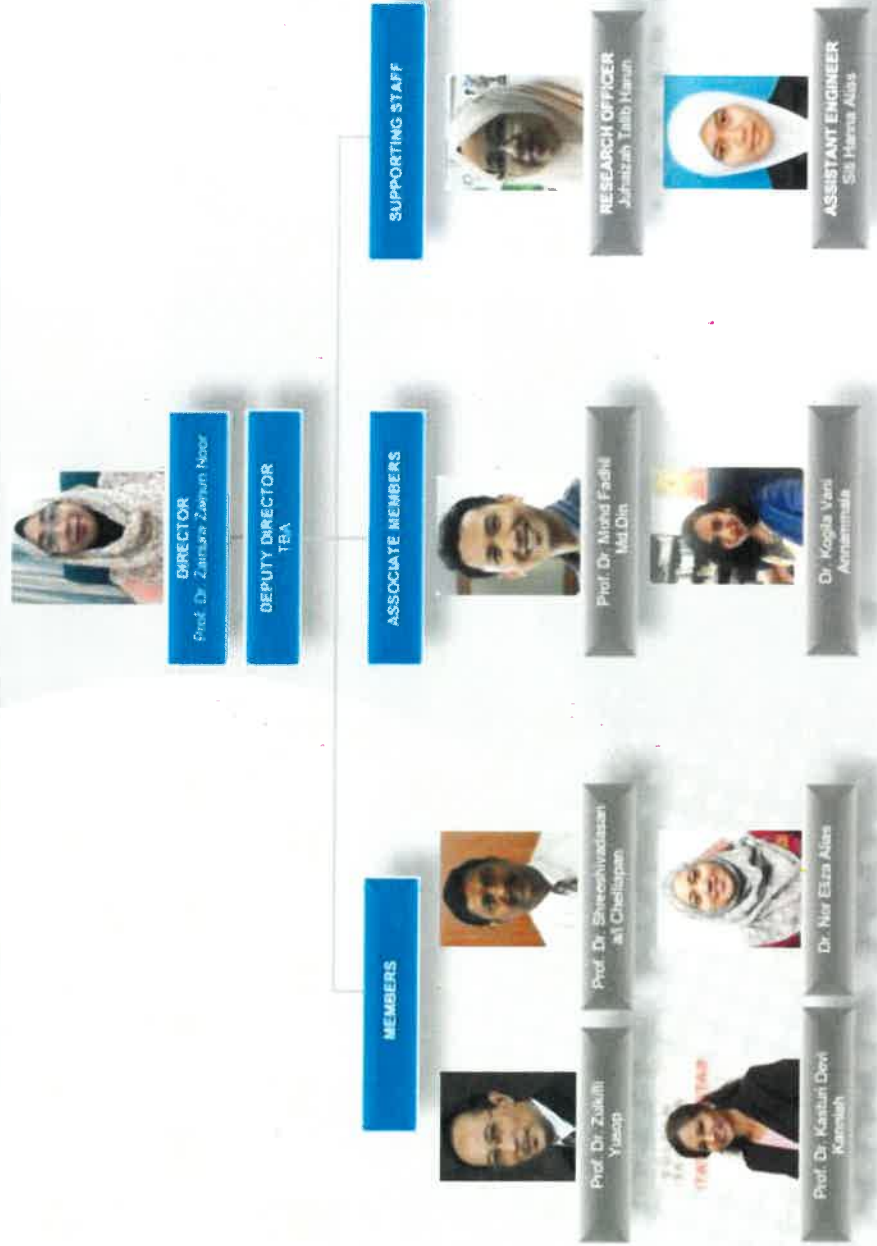 DIRECTOR
Prof. Dr. Zainura Zainon Noor
DEPUTY DIRECTOR
TBA
MEMBERS
ASSOCIATE MEMBERS
SUPPORTING STAFF
Prof. Dr. Zulkifli
Yusop
Prof. Dr. Shreeshivadasan
a/l Chelliapan
Prof. Dr. Mohd Fadhil
Md Din
RESEARCH OFFICER
Juhaizah Talib Harun
Prof. Dr. Kasturi Devi
Kanniah
Dr. Nor Eliza Alias
Dr. Kogila Vani
Annammala
ASSISTANT ENGINEER
Siti Hanna Alias